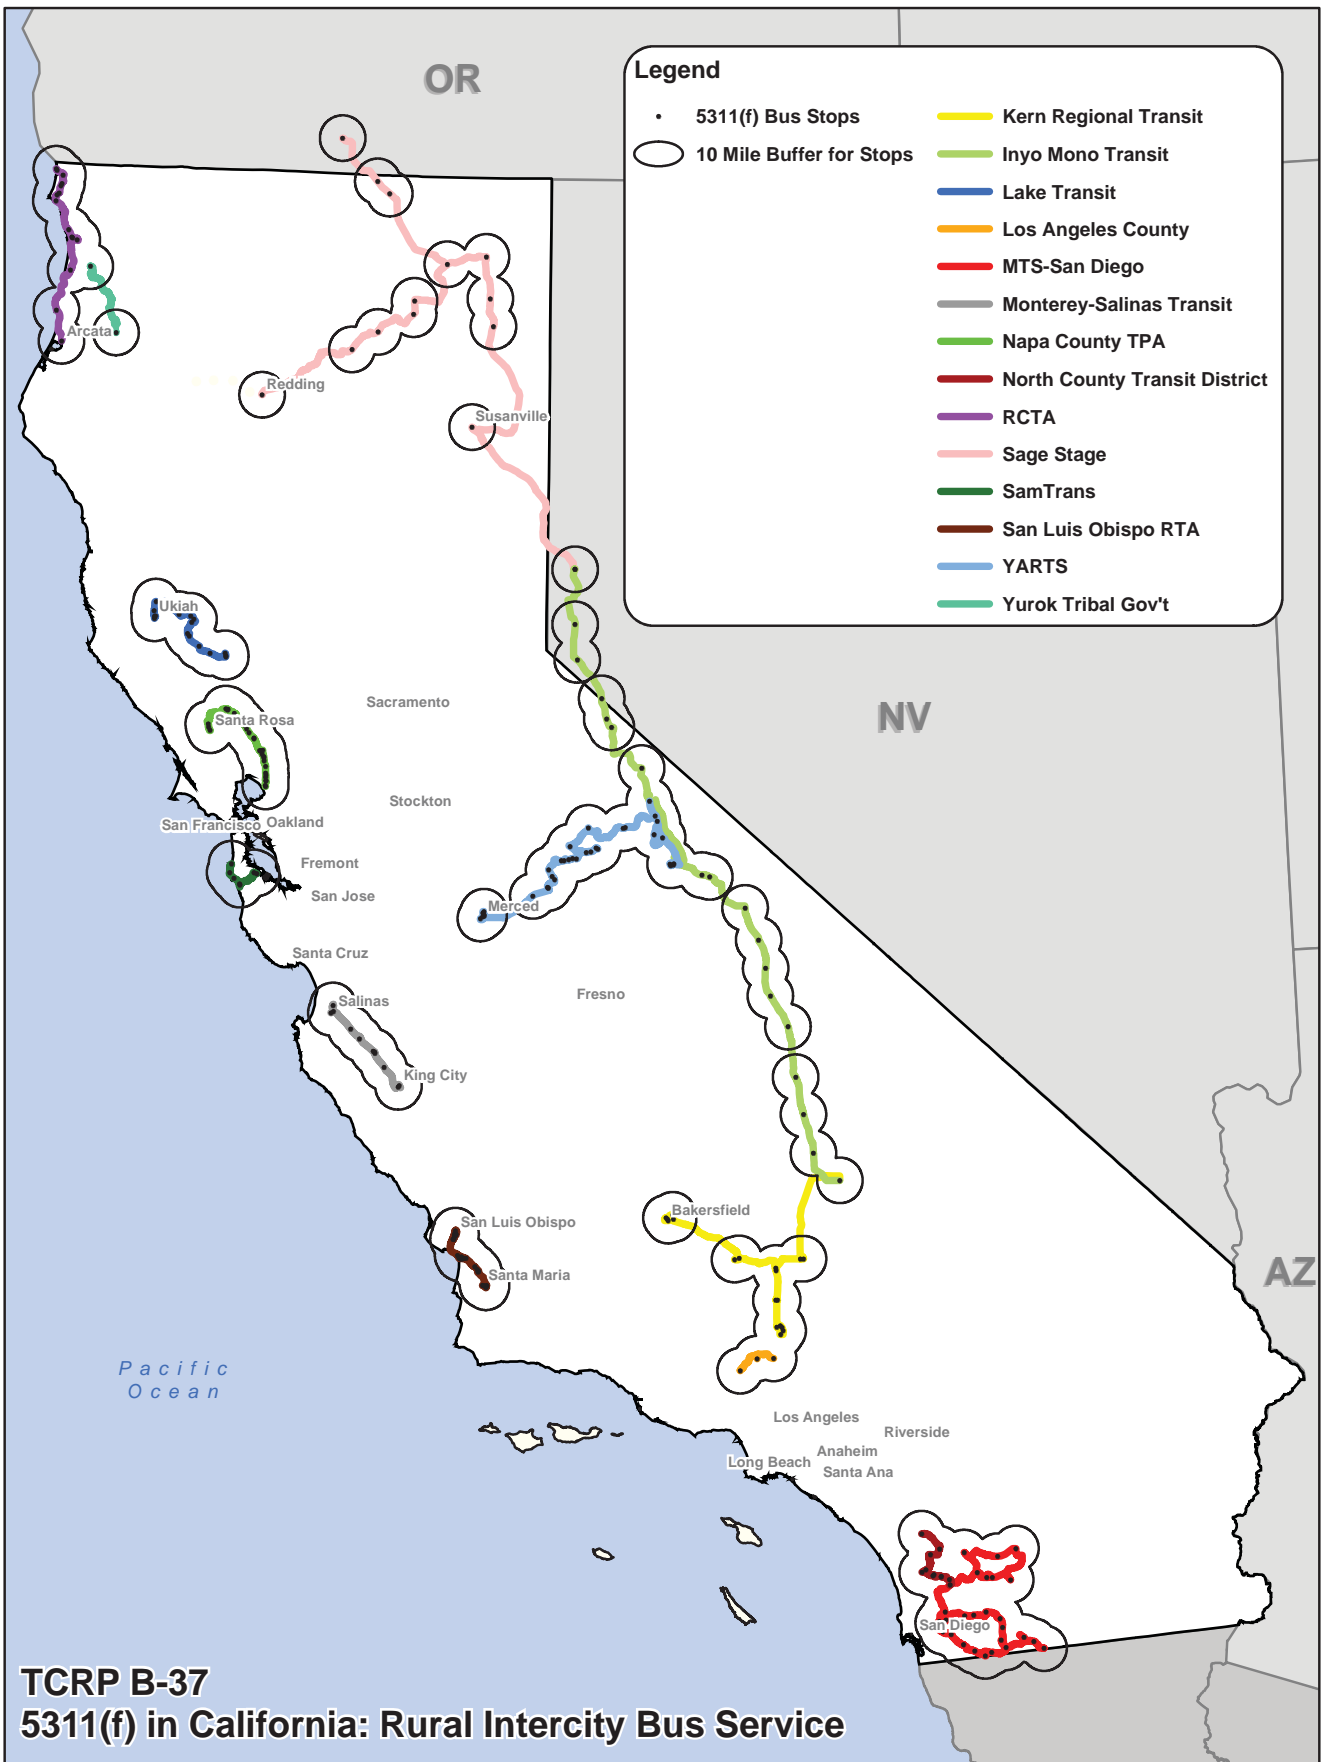 OR
Legend
5311(f) Bus Stops
10 Mile Buffer for Stops
Kern Regional Transit
Inyo Mono Transit
Lake Transit
Los Angeles County
MTS-San Diego
Monterey-Salinas Transit
Napa County TPA
North County Transit District
RCTA
Sage Stage
SamTrans
San Luis Obispo RTA
YARTS
Yurok Tribal Gov't
Arcata
Redding
Susanville
Ukiah
Sacramento
NV
Santa Rosa
Stockton
San Francisco
Oakland
Fremont
San Jose
Merced
Santa Cruz
Fresno
Salinas
King City
Bakersfield
San Luis Obispo
Santa Maria
AZ
Pacific
Ocean
Los Angeles
Riverside
Anaheim
Long Beach
Santa Ana
San Diego
TCRP B-37
5311(f) in California: Rural Intercity Bus Service